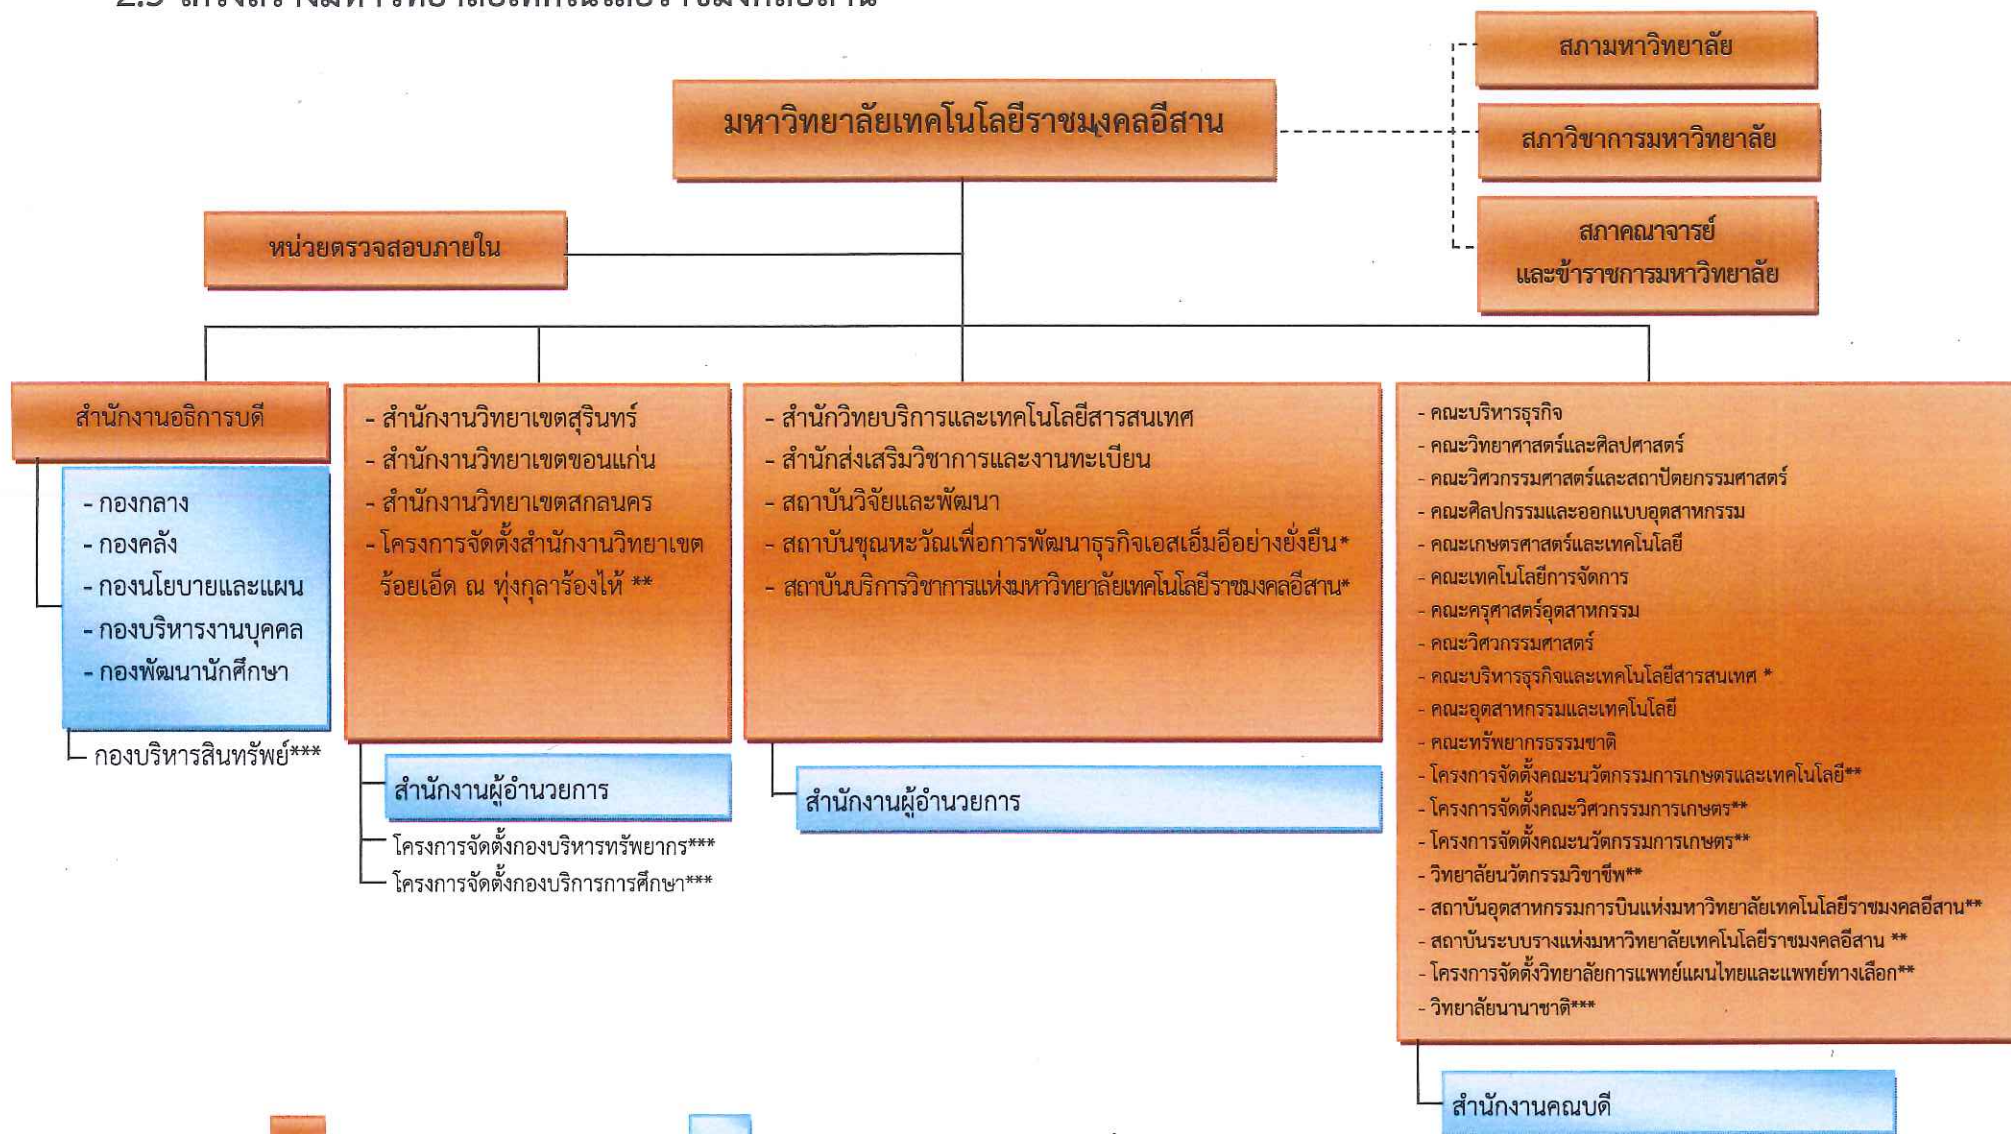 2.5 โครงสร้างมหาวิทยาลัยเทคโนโลยีราชมงคลอีสาน
สภามหาวิทยาลัย
มหาวิทยาลัยเทคโนโลยีราชมงคลอีสาน
สภาวิชาการมหาวิทยาลัย
สภาคณาจารย์
และข้าราชการมหาวิทยาลัย
หน่วยตรวจสอบภายใน
สำนักงานอธิการบดี
- กองกลาง
- กองคลัง
- กองนโยบายและแผน
- กองบริหารงานบุคคล
- กองพัฒนานักศึกษา
กองบริหารสินทรัพย์***
- สำนักงานวิทยาเขตสุรินทร์
- สำนักงานวิทยาเขตขอนแก่น
- สำนักงานวิทยาเขตสกลนคร
- โครงการจัดตั้งสำนักงานวิทยาเขต
ร้อยเอ็ด ณ ทุ่งกุลาร้องไห้ **
สำนักงานผู้อำนวยการ
โครงการจัดตั้งกองบริหารทรัพยากร***
โครงการจัดตั้งกองบริการการศึกษา***
- สำนักวิทยบริการและเทคโนโลยีสารสนเทศ
- สำนักส่งเสริมวิชาการและงานทะเบียน
- สถาบันวิจัยและพัฒนา
- สถาบันชุณหะวัณเพื่อการพัฒนาธุรกิจเอสเอ็มอีอย่างยั่งยืน*
- สถาบันบริการวิชาการแห่งมหาวิทยาลัยเทคโนโลยีราชมงคลอีสาน*
สำนักงานผู้อำนวยการ
- คณะบริหารธุรกิจ
- คณะวิทยาศาสตร์และศิลปศาสตร์
- คณะวิศวกรรมศาสตร์และสถาปัตยกรรมศาสตร์
- คณะศิลปกรรมและออกแบบอุตสาหกรรม
- คณะเกษตรศาสตร์และเทคโนโลยี
- คณะเทคโนโลยีการจัดการ
- คณะครุศาสตร์อุตสาหกรรม
- คณะวิศวกรรมศาสตร์
- คณะบริหารธุรกิจและเทคโนโลยีสารสนเทศ *
- คณะอุตสาหกรรมและเทคโนโลยี
- คณะทรัพยากรธรรมชาติ
- โครงการจัดตั้งคณะนวัตกรรมการเกษตรและเทคโนโลยี**
- โครงการจัดตั้งคณะวิศวกรรมการเกษตร**
- โครงการจัดตั้งคณะนวัตกรรมการเกษตร**
- วิทยาลัยนวัตกรรมวิชาชีพ**
- สถาบันอุตสาหกรรมการบินแห่งมหาวิทยาลัยเทคโนโลยีราชมงคลอีสาน**
- สถาบันระบบรางแห่งมหาวิทยาลัยเทคโนโลยีราชมงคลอีสาน **
- โครงการจัดตั้งวิทยาลัยการแพทย์แผนไทยและแพทย์ทางเลือก**
- วิทยาลัยนานาชาติ***
สำนักงานคณบดี